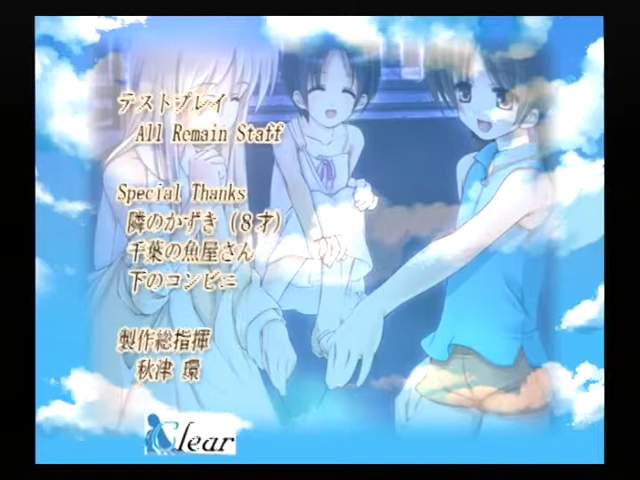 テストプレイ
All Remain Staff
Special Thanks
隣のかずき（８才）
千葉の魚屋さん
下のコンビニ
製作総指揮
秋津 環
Clear